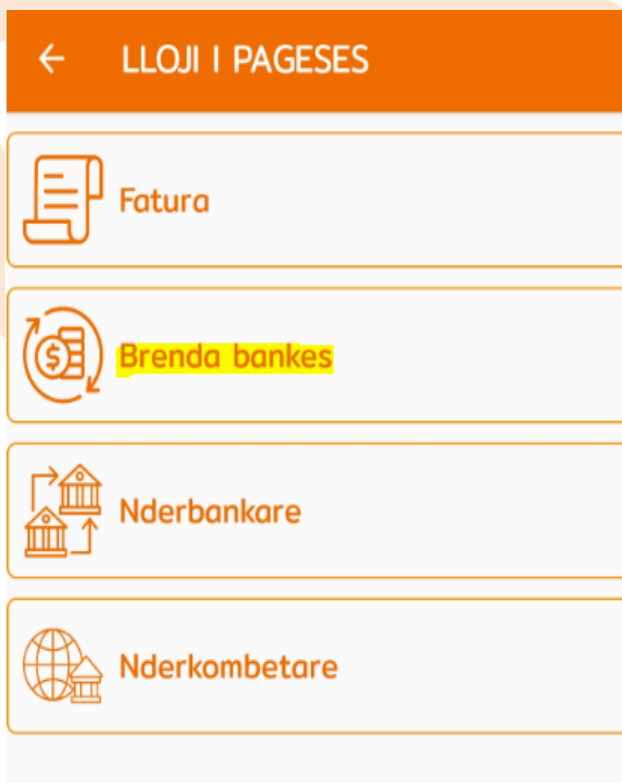 LLOJI I PAGESES
Fatura
Brenda bankes
Nderbankare
Nderkombetare